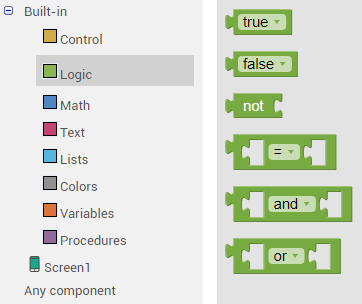 Built-in
Control
Logic
Math
Text
Lists
Colors
Variables
Procedures
Screen1
Any component
true
false
not
=
and
or